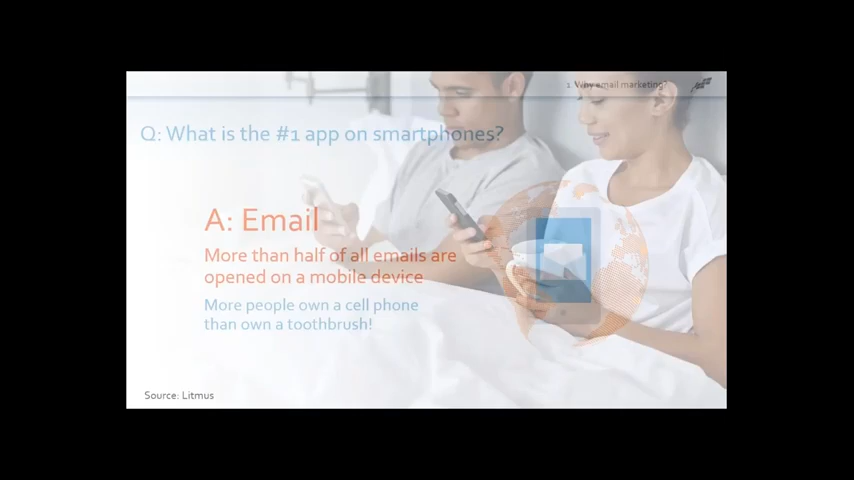 1. Why email marketing?
Q: What is the #1 app on smartphones?
A: Email
More than half of all emails are
opened on a mobile device
More people own a cell phone
than own a toothbrush!
Source: Litmus